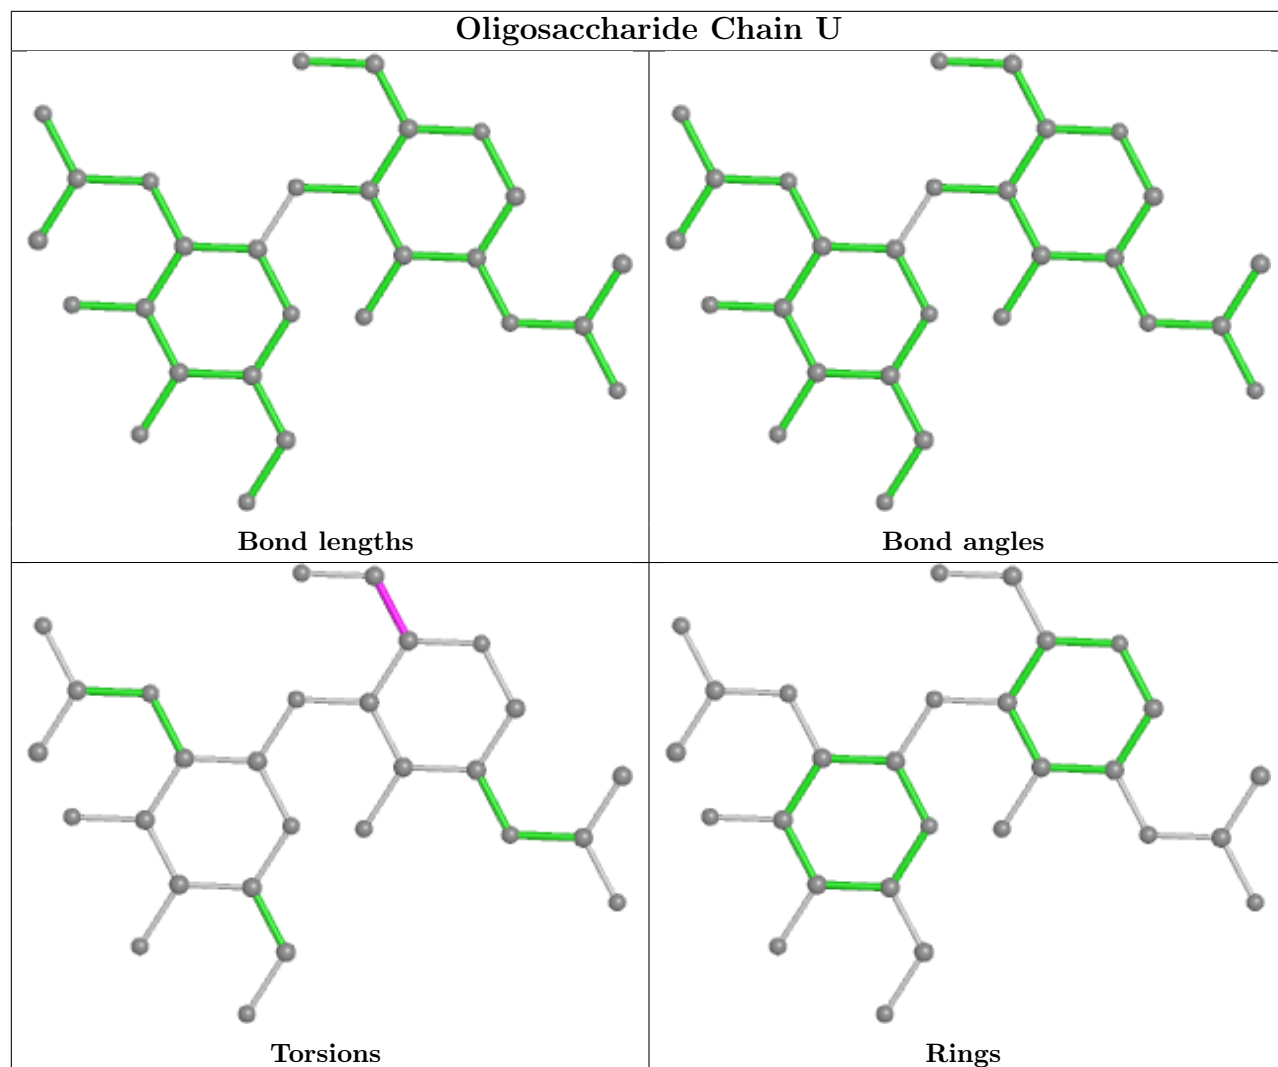 Oligosaccharide Chain U
Bond lengths
Bond angles
Torsions
Rings